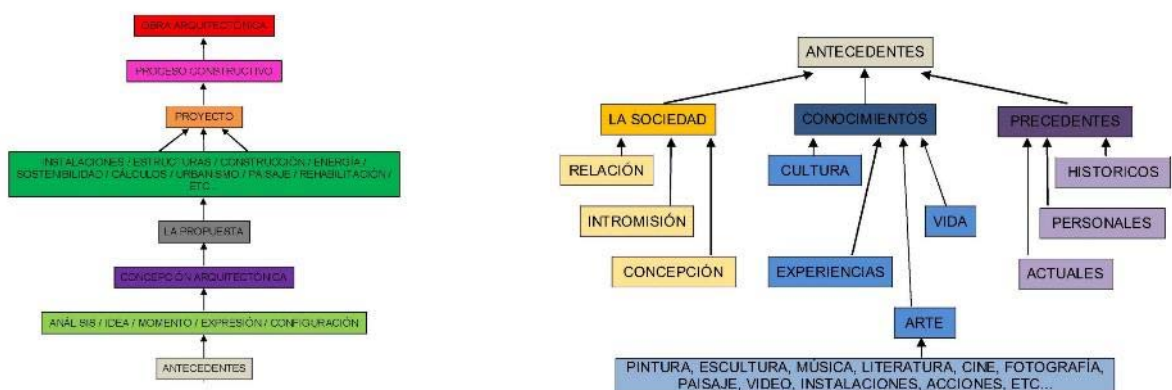 OBRA ARQUITECTÓNICA
PROCESO CONSTRUCTIVO
PROYECTO
INSTALACIONES / ESTRUCTURAS / CONSTRUCCIÓN / ENERGÍA /
SOSTENIBILIDAD / CÁLCULOS / URBANISMO / PAISAJE / REHABILITACIÓN /
ETC...
LA PROPUESTA
CONCEPCIÓN ARQUITECTÓNICA
ANÁLISIS / IDEA / MOMENTO / EXPRESIÓN / CONFIGURACIÓN
ANTECEDENTES
ANTECEDENTES
LA SOCIEDAD
CONOCIMIENTOS
PRECEDENTES
RELACIÓN
CULTURA
HISTORICOS
INTROMISIÓN
VIDA
PERSONALES
CONCEPCIÓN
EXPERIENCIAS
ACTUALES
ARTE
PINTURA, ESCULTURA, MÚSICA, LITERATURA, CINE, FOTOGRAFÍA,
PAISAJE, VIDEO, INSTALACIONES, ACCIONES, ETC...